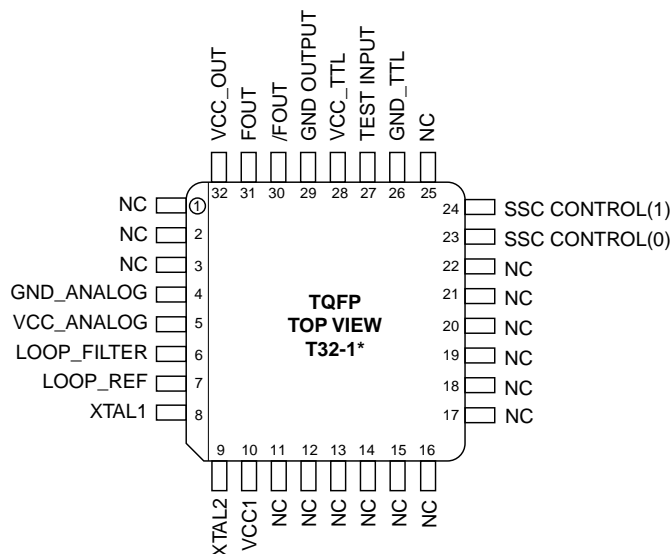 VCC_OUT
FOUT
/FOUT
GND OUTPUT
VCC_TTL
TEST INPUT
GND_TTL
NC
32 31 30 29 28 27 26 25
NC 1
NC 2
NC 3
GND_ANALOG 4
VCC_ANALOG 5
LOOP_FILTER 6
LOOP_REF 7
XTAL1 8
TQFP
TOP VIEW
T32-1*
24 SSC CONTROL(1)
23 SSC CONTROL(0)
22 NC
21 NC
20 NC
19 NC
18 NC
17 NC
9 10 11 12 13 14 15 16
XTAL2
VCC1
NC
NC
NC
NC
NC
NC